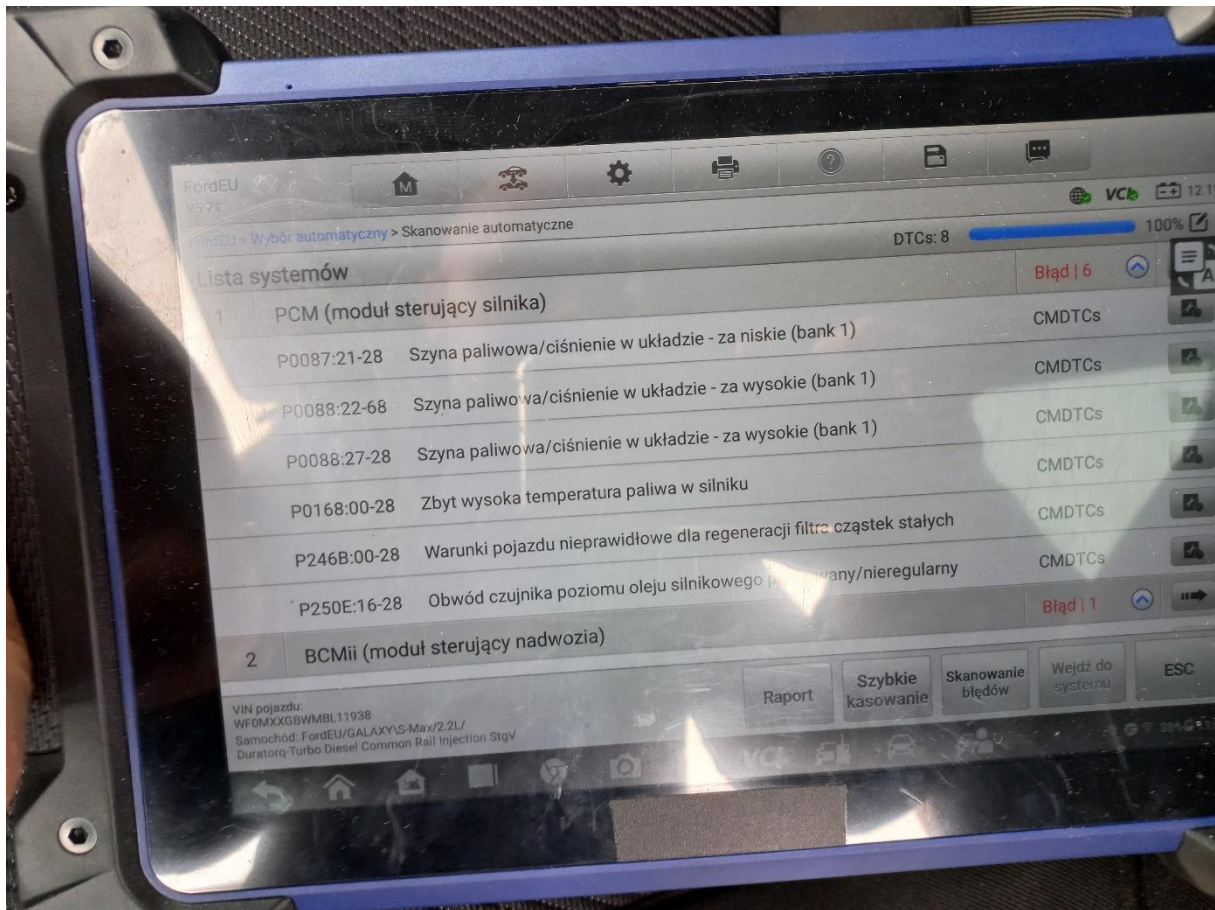 FordEU
V5.71
M
?
VCI
12.1
FordEU > Wybór automatyczny > Skanowanie automatyczne
DTCs: 8
100%
Lista systemów
Błąd | 6
A
1 PCM (moduł sterujący silnika)
P0087:21-28 Szyna paliwowa/ciśnienie w układzie - za niskie (bank 1) CMDTCs
P0088:22-68 Szyna paliwowa/ciśnienie w układzie - za wysokie (bank 1) CMDTCs
P0088:27-28 Szyna paliwowa/ciśnienie w układzie - za wysokie (bank 1) CMDTCs
P0168:00-28 Zbyt wysoka temperatura paliwa w silniku CMDTCs
P246B:00-28 Warunki pojazdu nieprawidłowe dla regeneracji filtra cząstek stałych CMDTCs
P250E:16-28 Obwód czujnika poziomu oleju silnikowego /nieregularny CMDTCs
2 BCMii (moduł sterujący nadwozia) Błąd | 1
VIN pojazdu:
WF0MXXGBWMBL11938
Samochód: FordEU/GALAXY\S-Max/2.2L/
Duratorq-Turbo Diesel Common Rail Injection StgV
Raport
Szybkie kasowanie
Skanowanie błędów
Wejdź do systemu
ESC
VCI